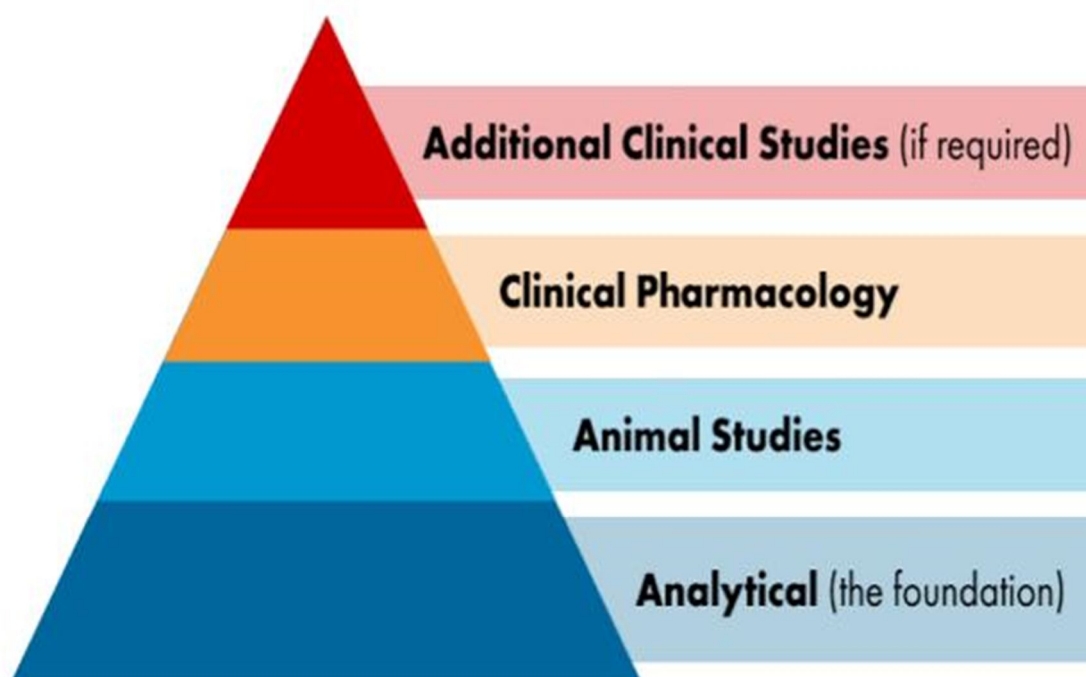 Additional Clinical Studies (if required)
Clinical Pharmacology
Animal Studies
Analytical (the foundation)